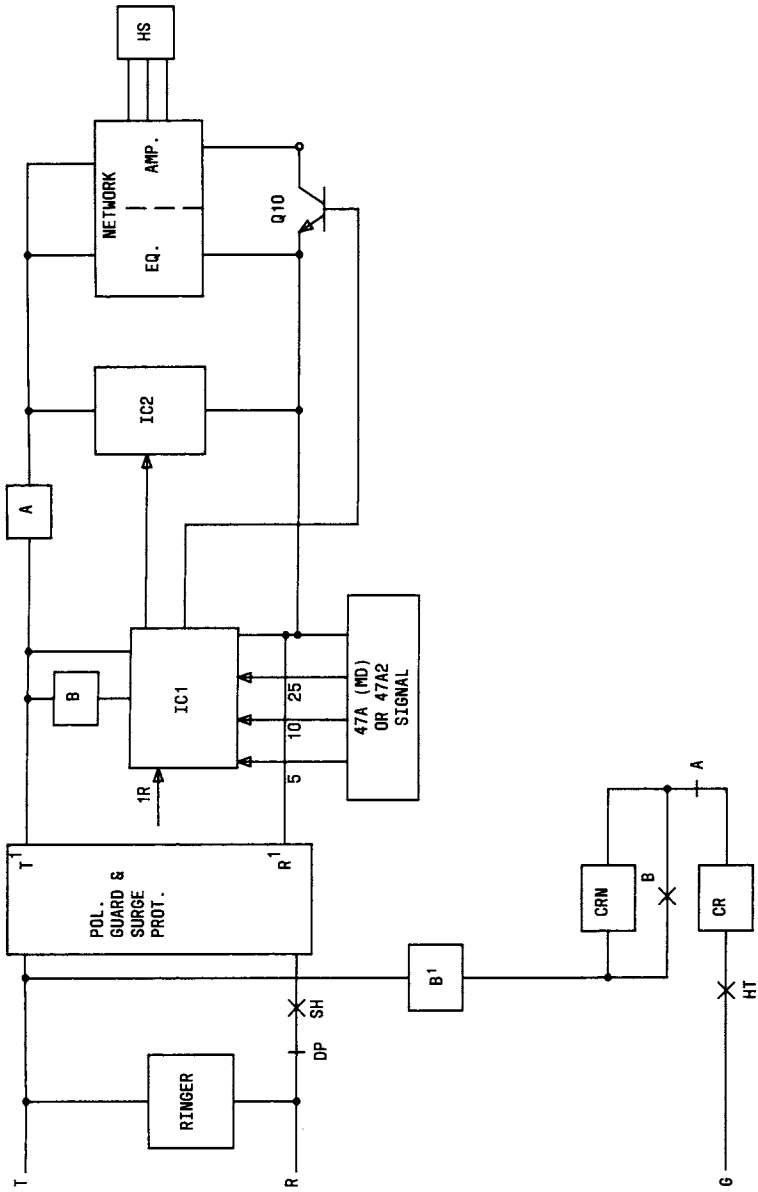 HS
NETWORK
EQ.
AMP.
Q10
IC2
A
B
IC1
1R
5
10
25
47A (MD)
OR 47A2
SIGNAL
T1
R1
POL.
GUARD &
SURGE
PROT.
SH
DP
RINGER
T
R
B1
CRN
B
A
CR
HT
G